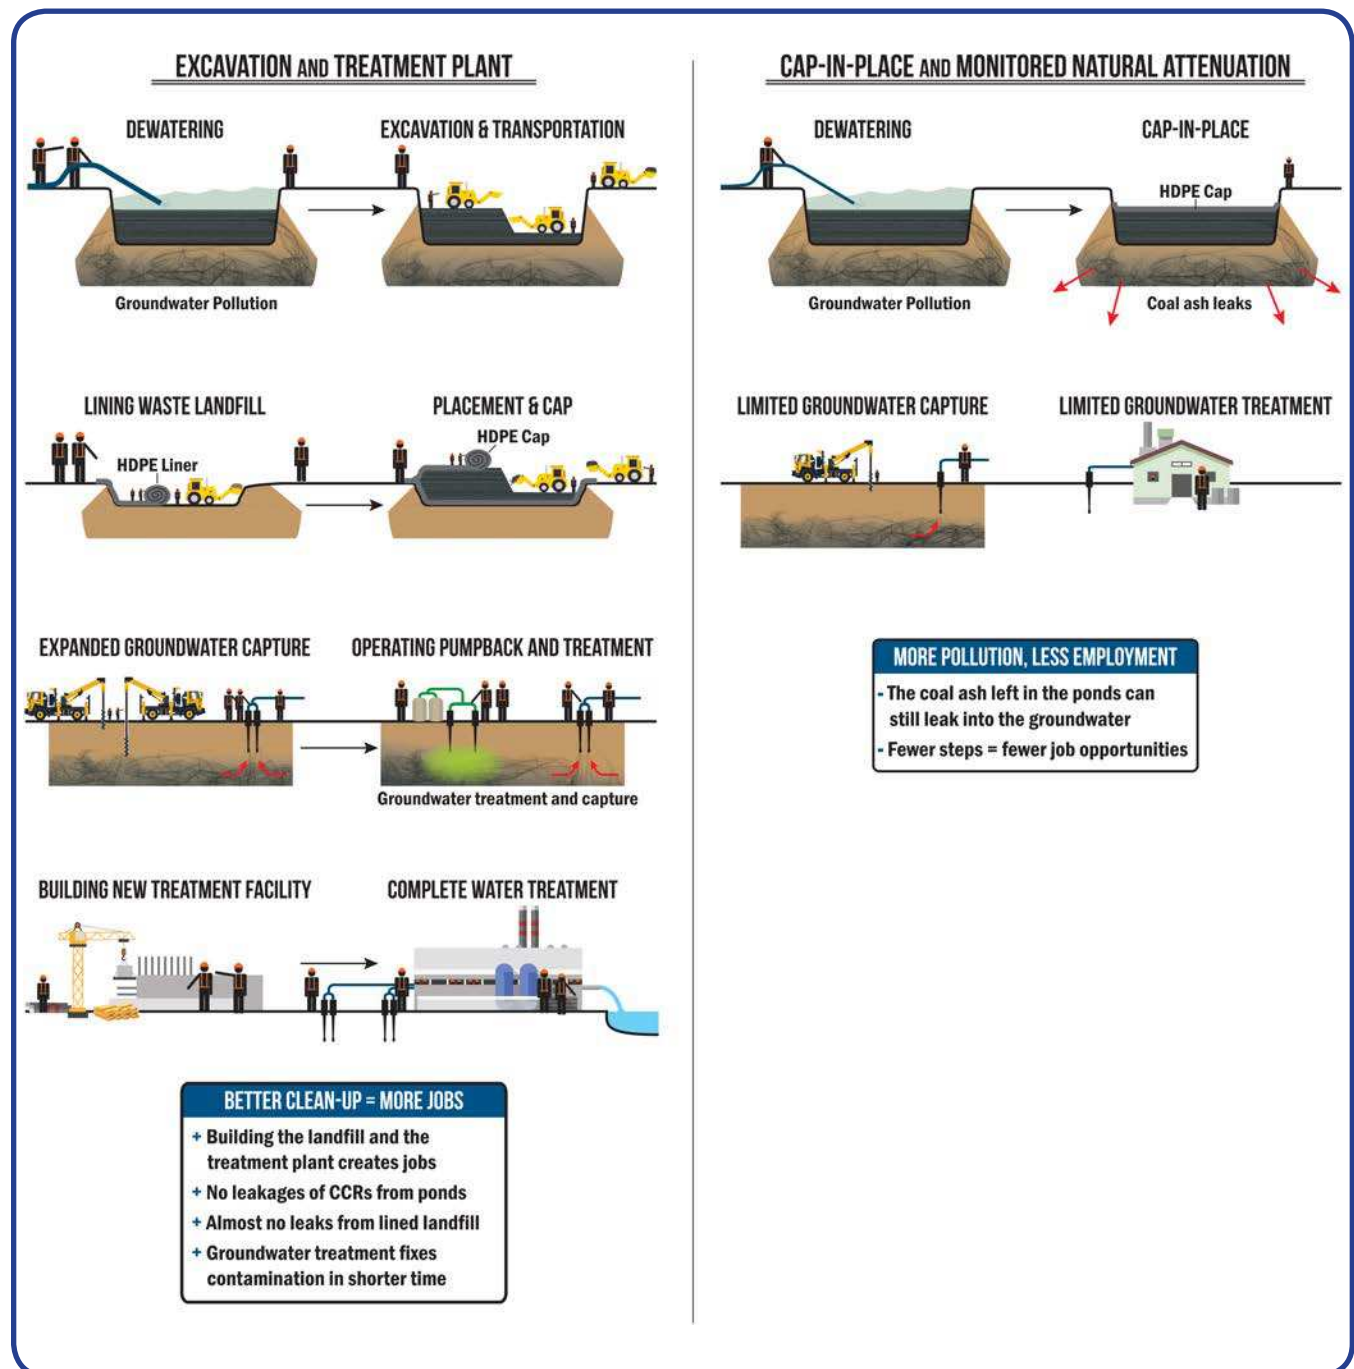 EXCAVATION AND TREATMENT PLANT
DEWATERING
EXCAVATION & TRANSPORTATION
Groundwater Pollution
LINING WASTE LANDFILL
PLACEMENT & CAP
HDPE Liner
HDPE Cap
EXPANDED GROUNDWATER CAPTURE
OPERATING PUMPBACK AND TREATMENT
Groundwater treatment and capture
BUILDING NEW TREATMENT FACILITY
COMPLETE WATER TREATMENT
BETTER CLEAN-UP = MORE JOBS
+ Building the landfill and the
treatment plant creates jobs
+ No leakages of CCRs from ponds
+ Almost no leaks from lined landfill
+ Groundwater treatment fixes
contamination in shorter time
CAP-IN-PLACE AND MONITORED NATURAL ATTENUATION
DEWATERING
CAP-IN-PLACE
HDPE Cap
Groundwater Pollution
Coal ash leaks
LIMITED GROUNDWATER CAPTURE
LIMITED GROUNDWATER TREATMENT
MORE POLLUTION, LESS EMPLOYMENT
- The coal ash left in the ponds can
still leak into the groundwater
- Fewer steps = fewer job opportunities